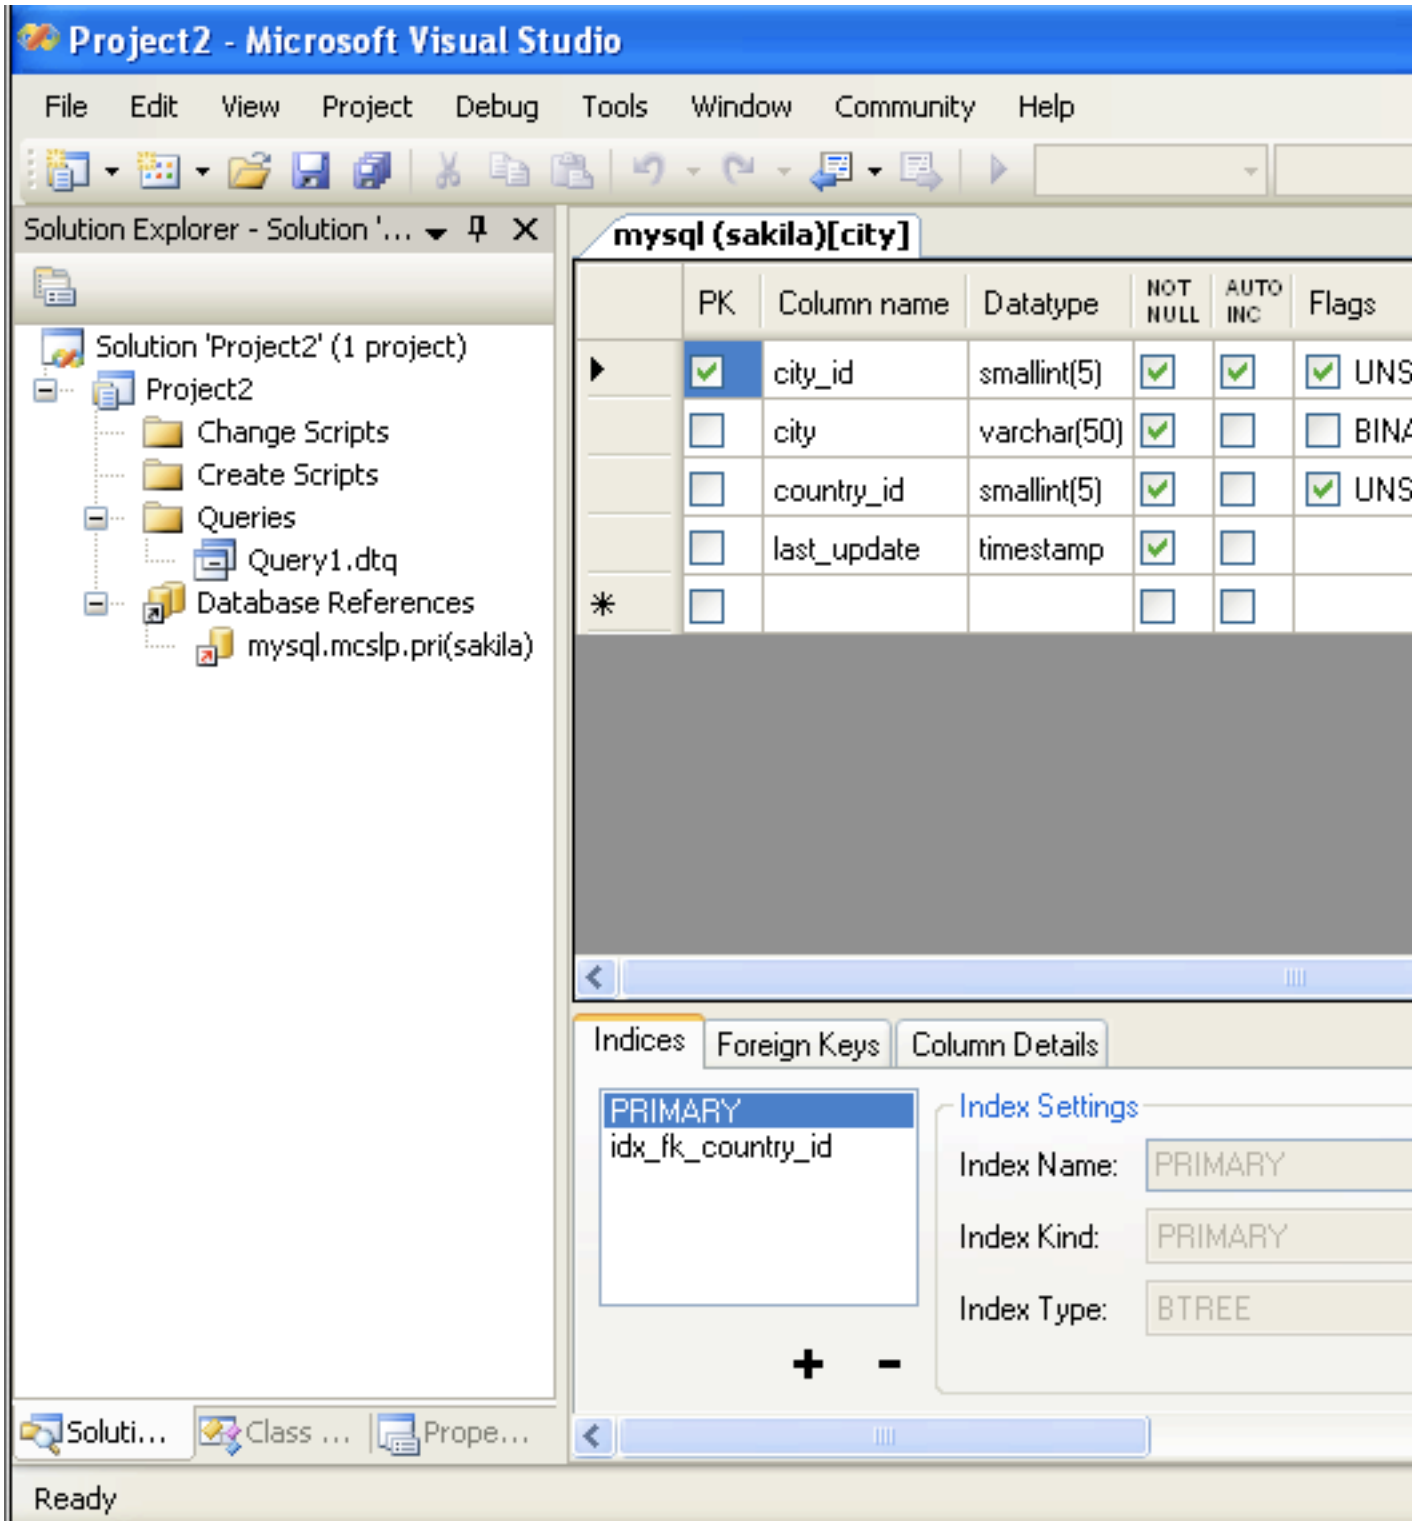 Project2 - Microsoft Visual Studio
File Edit View Project Debug Tools Window Community Help
Solution Explorer - Solution '...
Solution 'Project2' (1 project)
Project2
Change Scripts
Create Scripts
Queries
Query1.dtq
Database References
mysql.mcslp.pri(sakila)
Soluti... Class ... Prope...
mysql (sakila)[city]
PK Column name Datatype NOT NULL AUTO INC Flags
city_id smallint(5) UNS
city varchar(50) BINA
country_id smallint(5) UNS
last_update timestamp
Indices Foreign Keys Column Details
PRIMARY
idx_fk_country_id
Index Settings
Index Name: PRIMARY
Index Kind: PRIMARY
Index Type: BTREE
Ready